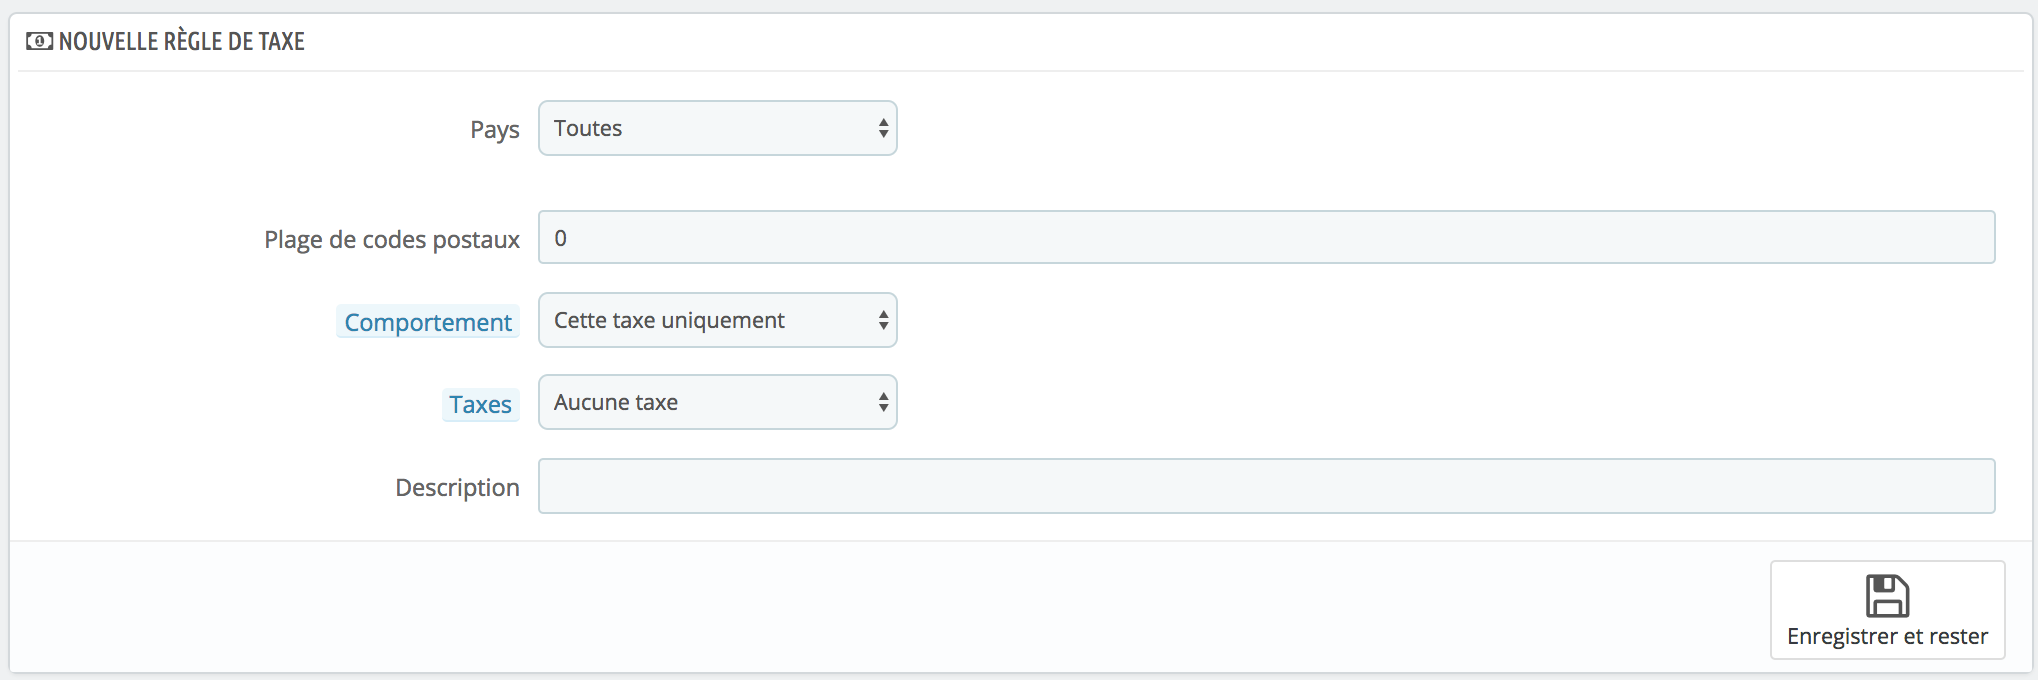 NOUVELLE RÈGLE DE TAXE
Pays Toutes
Plage de codes postaux 0
Comportement Cette taxe uniquement
Taxes Aucune taxe
Description
Enregistrer et rester